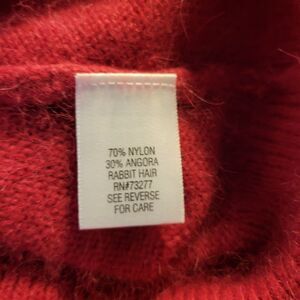 70% NYLON
30% ANGORA
RABBIT HAIR
RN#73277
SEE REVERSE
FOR CARE